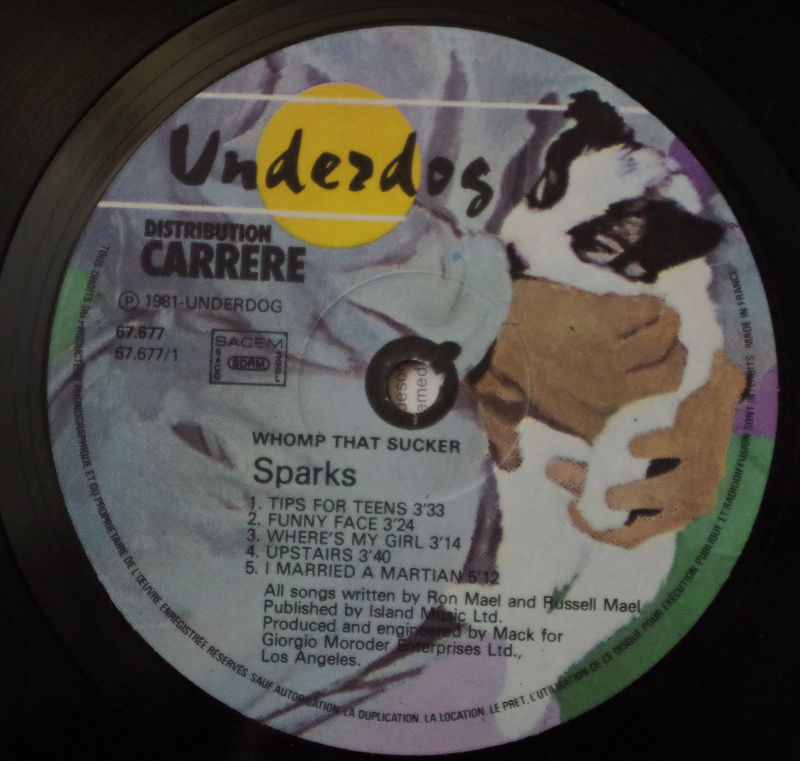 Underdog
DISTRIBUTION
CARRERE
Ⓟ 1981-UNDERDOG
67.677
67.677/1
SACEM
SACD
SDRM
SGDL
WHOMP THAT SUCKER
Sparks
1. TIPS FOR TEENS 3'33
2. FUNNY FACE 3'24
3. WHERE'S MY GIRL 3'14
4. UPSTAIRS 3'40
5. I MARRIED A MARTIAN 5'12
All songs written by Ron Mael and Russell Mael
Published by Island Music Ltd.
Produced and engineered by Mack for
Giorgio Moroder Enterprises Ltd.,
Los Angeles.
TOUS DROITS DU PRODUCTEUR PHONOGRAPHIQUE ET DU PROPRIETAIRE DE L'ŒUVRE ENREGISTREE RESERVES SAUF AUTORISATION, LA DUPLICATION, LA LOCATION, LE PRET, L'UTILISATION DE CE DISQUE POUR EXECUTION PUBLIQUE ET RADIODIFFUSION SONT INTERDITS MADE IN FRANCE